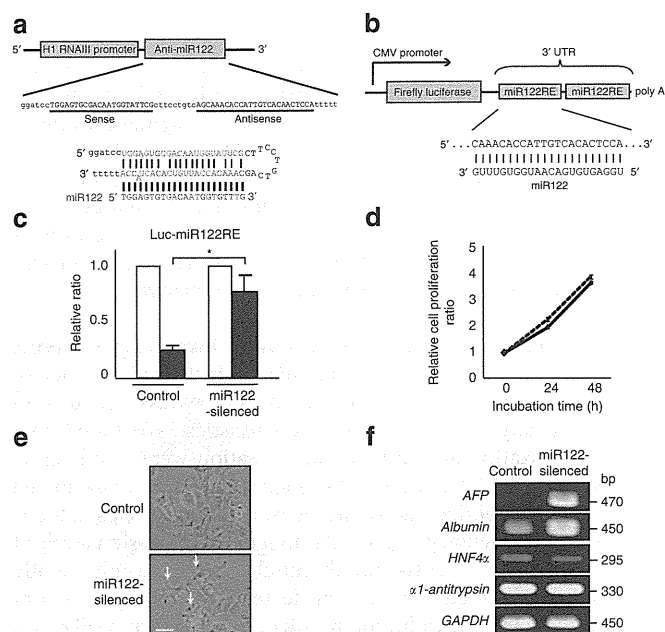 a
5′ H1 RNAIII promoter Anti-miR122 3′
ggatccTGGAGTGCGACAATGGTATTCGcttcctgtcAGCAAACACCATTGTCACAACTCCAttttt
Sense Antisense
5′ ggatcc
3′ ttttt
miR122 5′ TGGAGTGTGACAATGGTGTTTG 3′
b
CMV promoter
3′ UTR
Firefly luciferase miR122RE miR122RE poly A
5′ ...CAAACACCATTGTCACACTCCA...3′
3′ GUUUGUGGUAACAGUGUGAGGU 5′
miR122
c
Luc-miR122RE
*
Relative ratio
1.0
0.5
0
Control
miR122
-silenced
d
Relative cell proliferation
ratio
5
4
3
2
1
0 24 48
Incubation time (h)
e
Control
miR122-
silenced
f
Control
miR122-
silenced
bp
AFP 470
Albumin 450
HNF4α 295
α1-antitrypsin 330
GAPDH 450